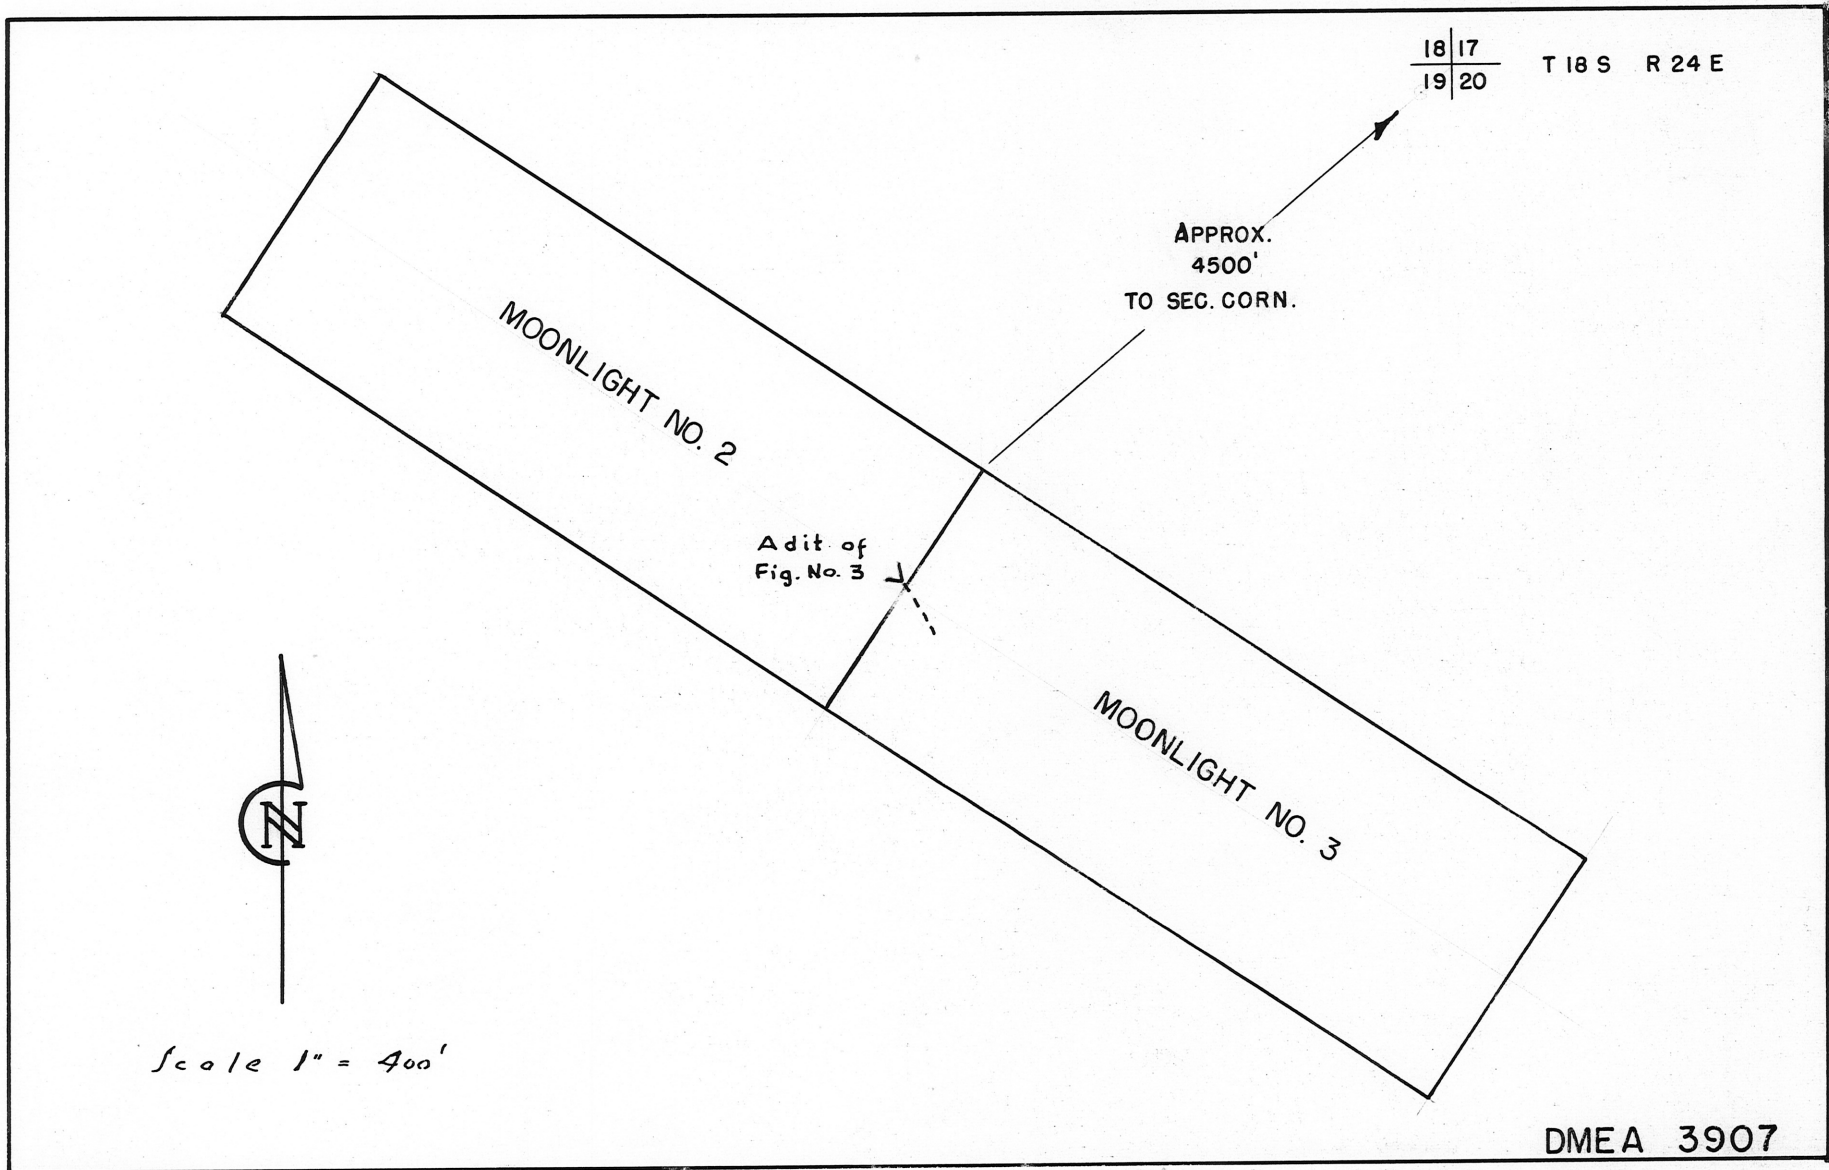 18 17
19 20
T 18 S R 24 E
APPROX.
4500'
TO SEC. CORN.
MOONLIGHT NO. 2
Adit of
Fig. No. 3
MOONLIGHT NO. 3
N
Scale 1" = 400'
DMEA 3907